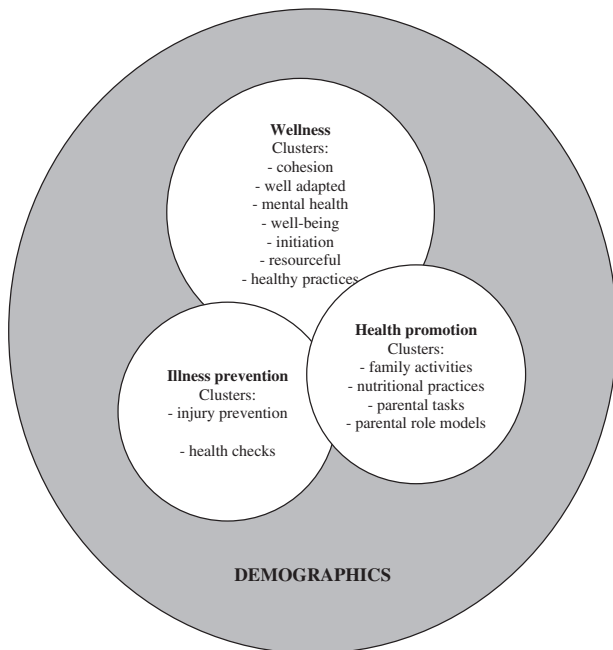 Wellness
Clusters:
- cohesion
- well adapted
- mental health
- well-being
- initiation
- resourceful
- healthy practices
Health promotion
Clusters:
- family activities
- nutritional practices
- parental tasks
- parental role models
Illness prevention
Clusters:
- injury prevention
- health checks
DEMOGRAPHICS